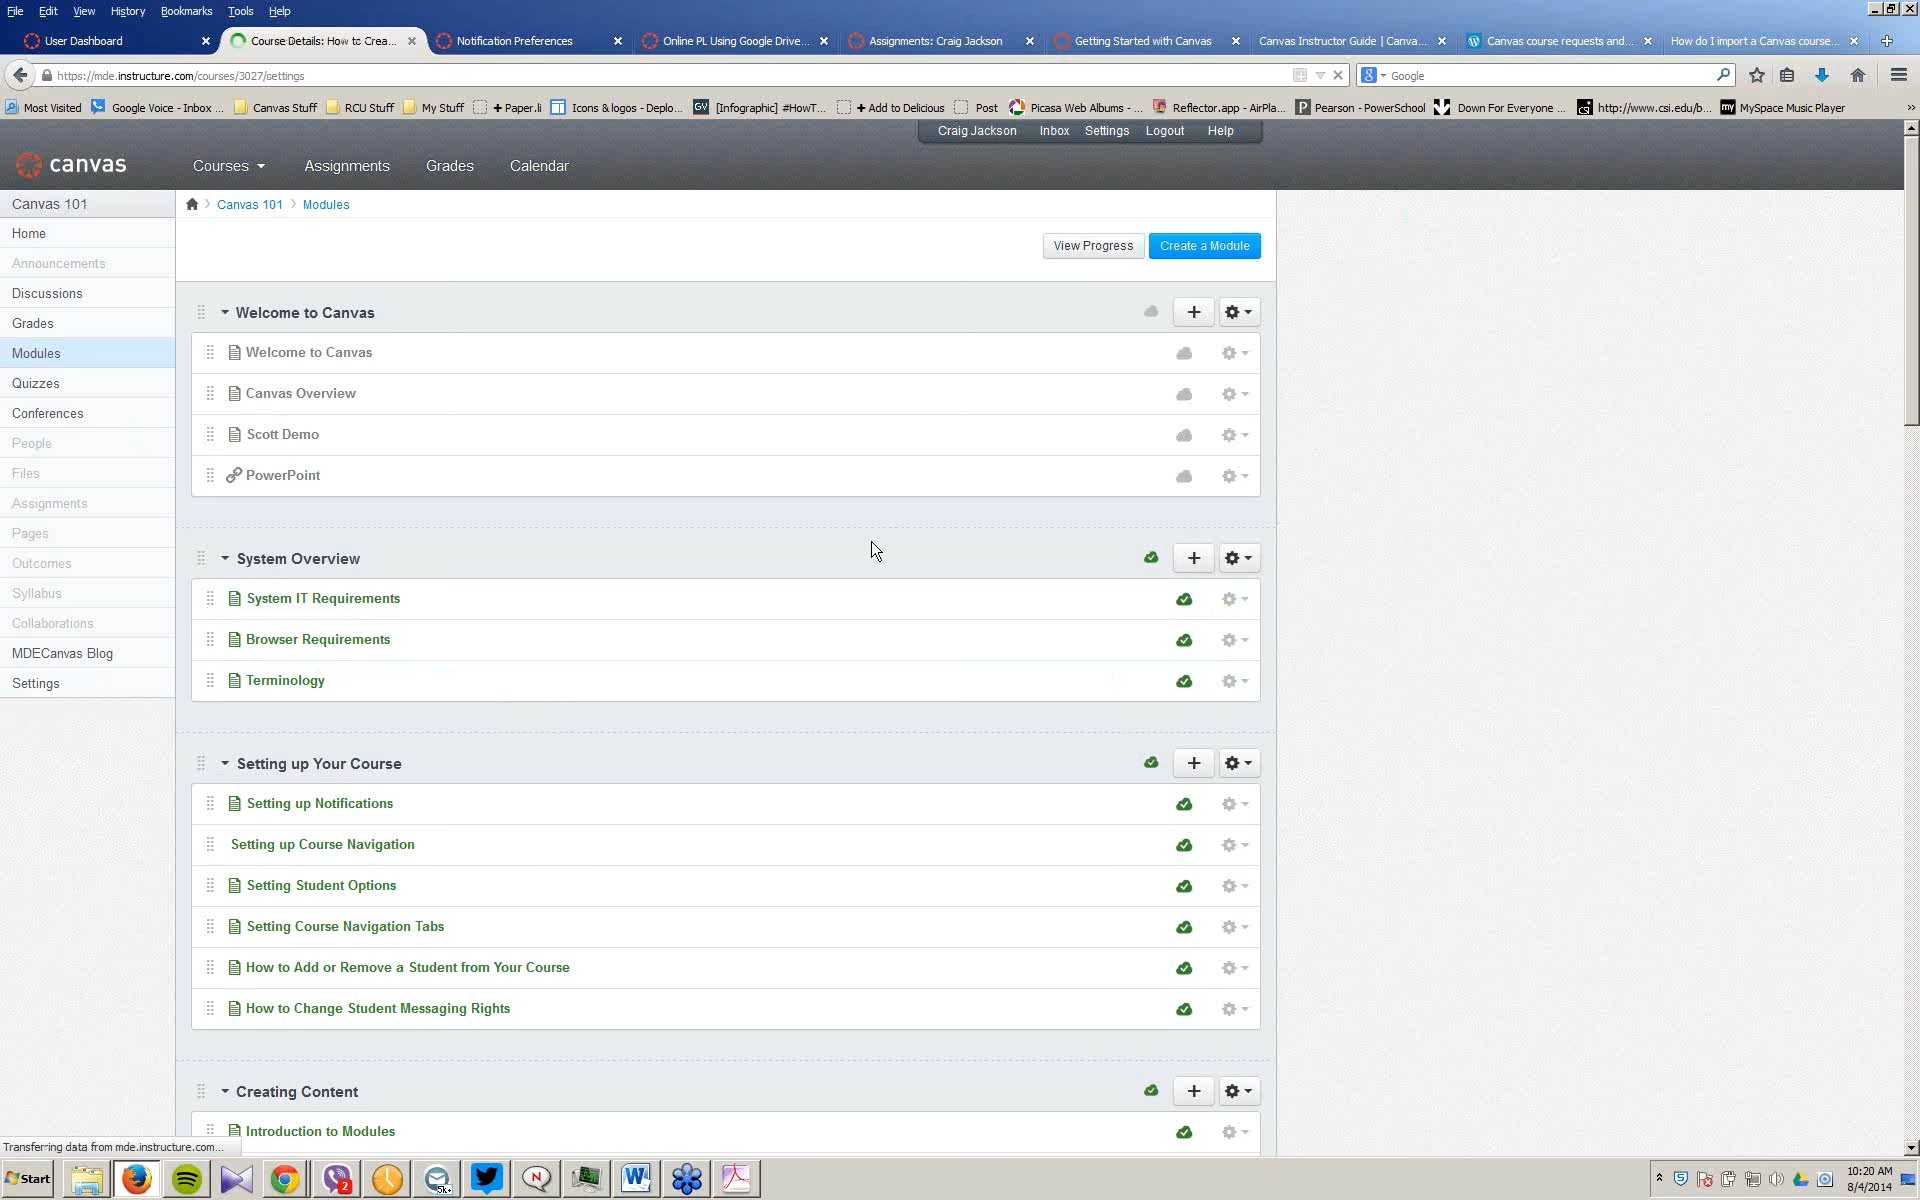 File Edit View History Bookmarks Tools Help
User Dashboard
Course Details: How to Crea...
Notification Preferences
Online PL Using Google Drive...
Assignments: Craig Jackson
Getting Started with Canvas
Canvas Instructor Guide | Canva...
Canvas course requests and...
How do I import a Canvas course...
https://mde.instructure.com/courses/3027/settings
Google
Most Visited
Google Voice - Inbox ...
Canvas Stuff
RCU Stuff
My Stuff
+ Paper.li
Icons & logos - Deplo...
[Infographic] #HowT...
+ Add to Delicious
Post
Picasa Web Albums - ...
Reflector.app - AirPla...
Pearson - PowerSchool
Down For Everyone ...
http://www.csi.edu/b...
MySpace Music Player
Craig Jackson Inbox Settings Logout Help
canvas
Courses Assignments Grades Calendar
Canvas 101
Home
Announcements
Discussions
Grades
Modules
Quizzes
Conferences
People
Files
Assignments
Pages
Outcomes
Syllabus
Collaborations
MDECanvas Blog
Settings
Canvas 101 Modules
View Progress Create a Module
Welcome to Canvas
Welcome to Canvas
Canvas Overview
Scott Demo
PowerPoint
System Overview
System IT Requirements
Browser Requirements
Terminology
Setting up Your Course
Setting up Notifications
Setting up Course Navigation
Setting Student Options
Setting Course Navigation Tabs
How to Add or Remove a Student from Your Course
How to Change Student Messaging Rights
Creating Content
Introduction to Modules
Transferring data from mde.instructure.com...
Start
2
5k+
10:20 AM
8/4/2014